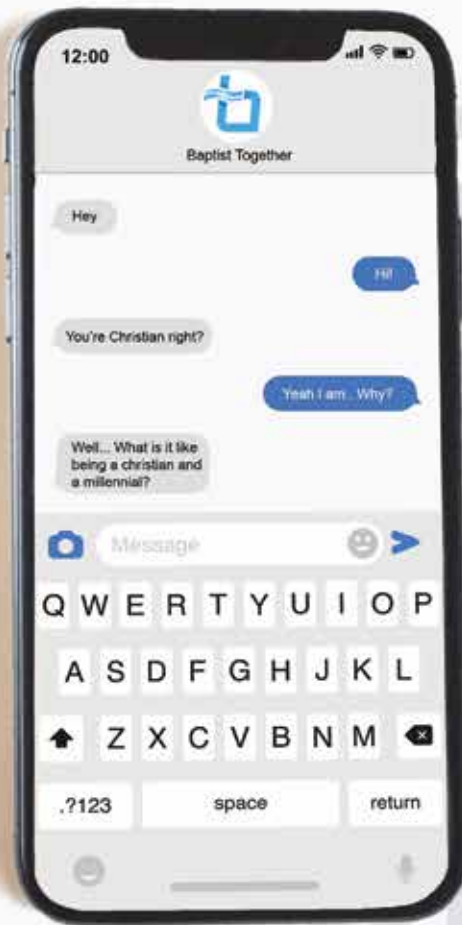 12:00
Baptist Together
Hey
Hi!
You're Christian right?
Yeah I am.. Why?
Well... What is it like
being a christian and
a millennial?
Message
Q W E R T Y U I O P
A S D F G H J K L
Z X C V B N M
.?123 space return